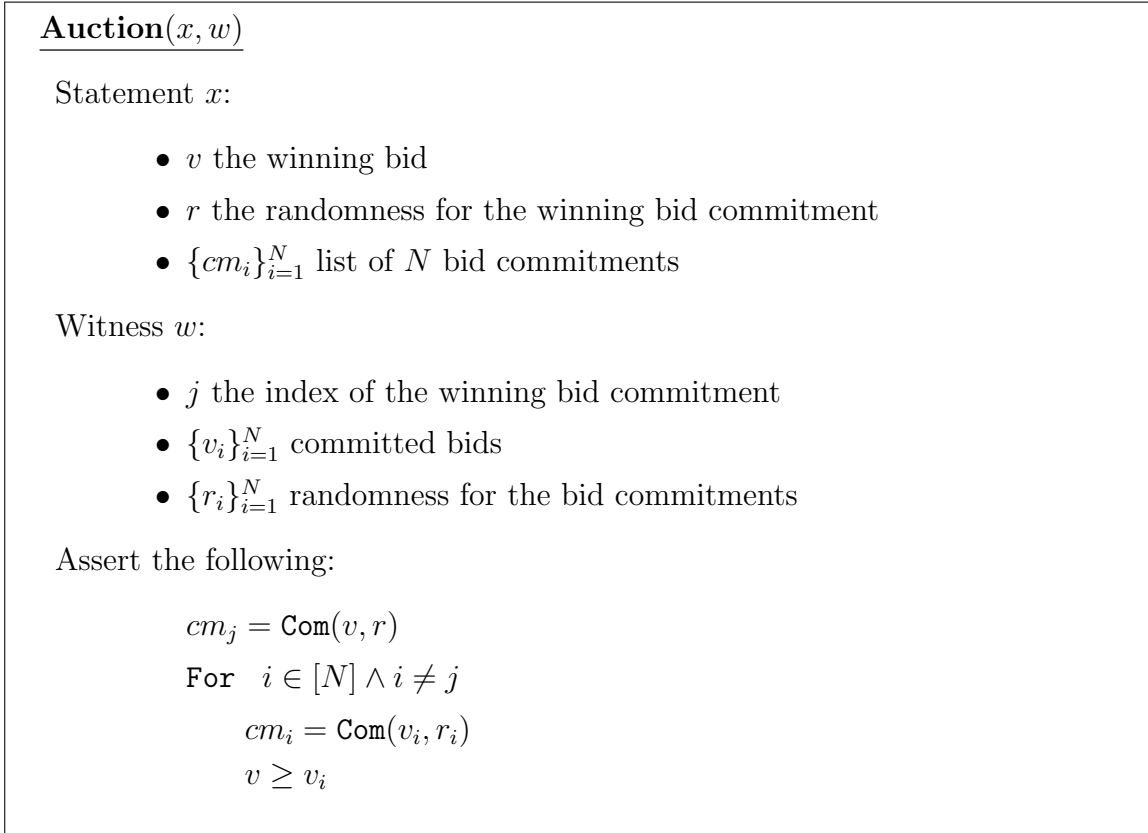 Auction(x, w)
Statement x:
• v the winning bid
• r the randomness for the winning bid commitment
• {cm_i}_{i=1}^N list of N bid commitments
Witness w:
• j the index of the winning bid commitment
• {v_i}_{i=1}^N committed bids
• {r_i}_{i=1}^N randomness for the bid commitments
Assert the following:
cm_j = Com(v, r)
For i ∈ [N] ∧ i ≠ j
cm_i = Com(v_i, r_i)
v ≥ v_i